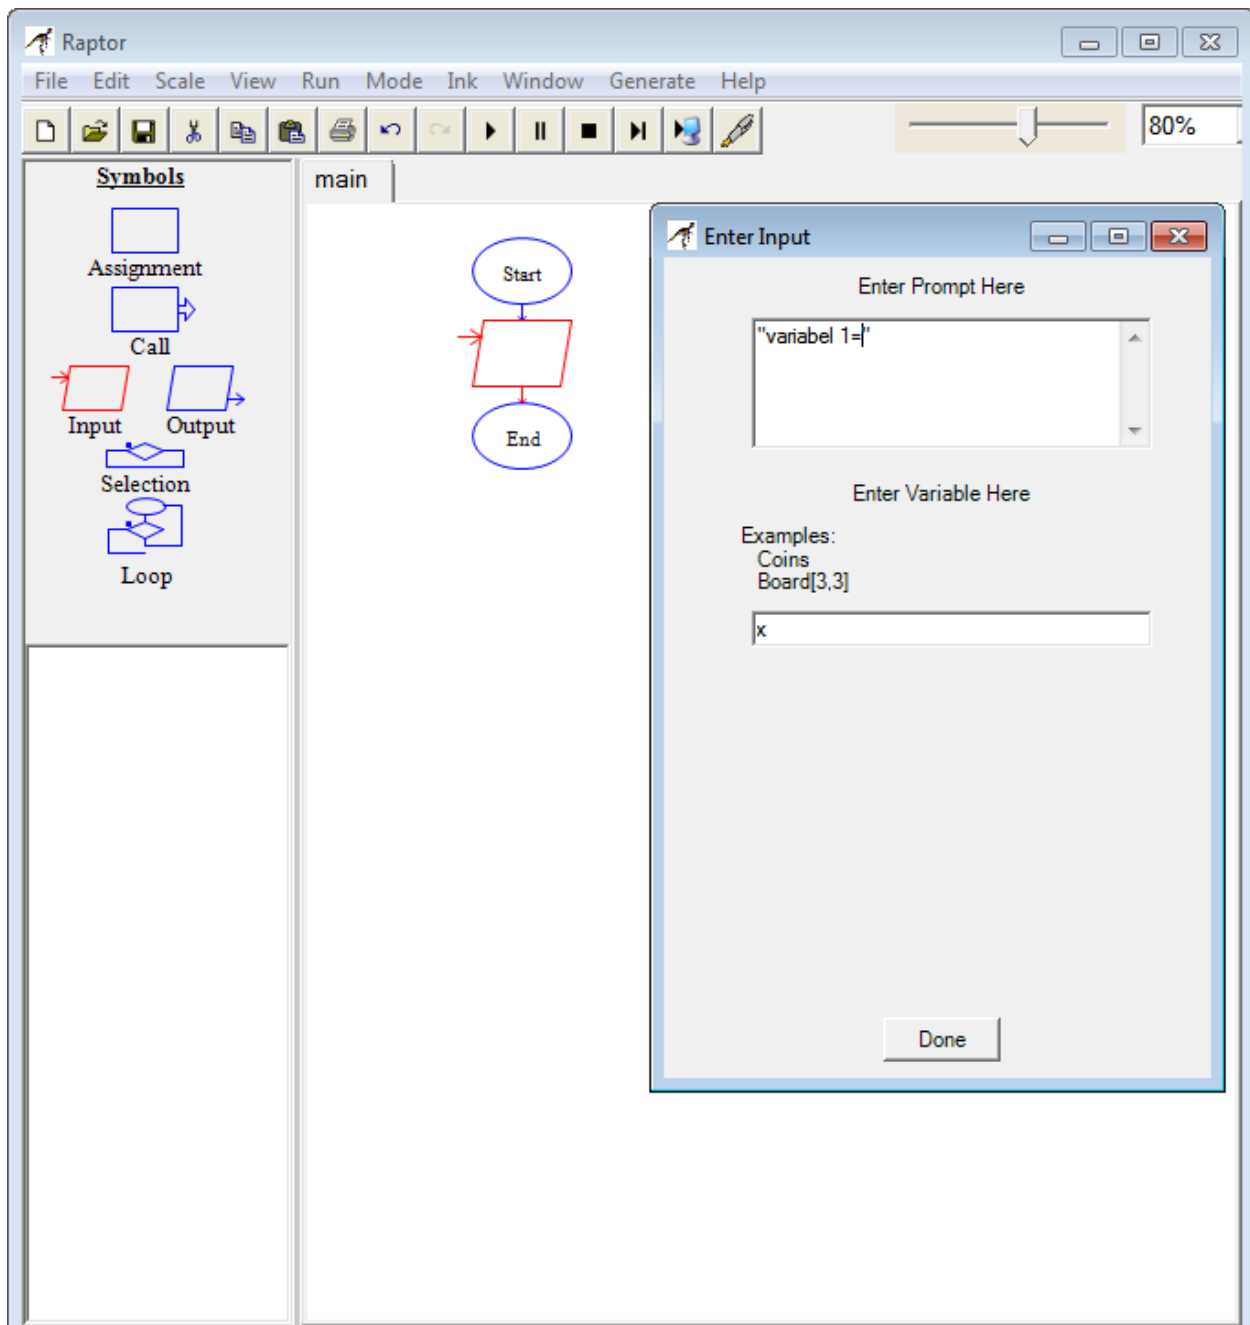 Raptor
File Edit Scale View Run Mode Ink Window Generate Help
80%
Symbols
Assignment
Call
Input Output
Selection
Loop
main
Start
End
Enter Input
Enter Prompt Here
"variabel 1="
Enter Variable Here
Examples:
Coins
Board[3,3]
x
Done